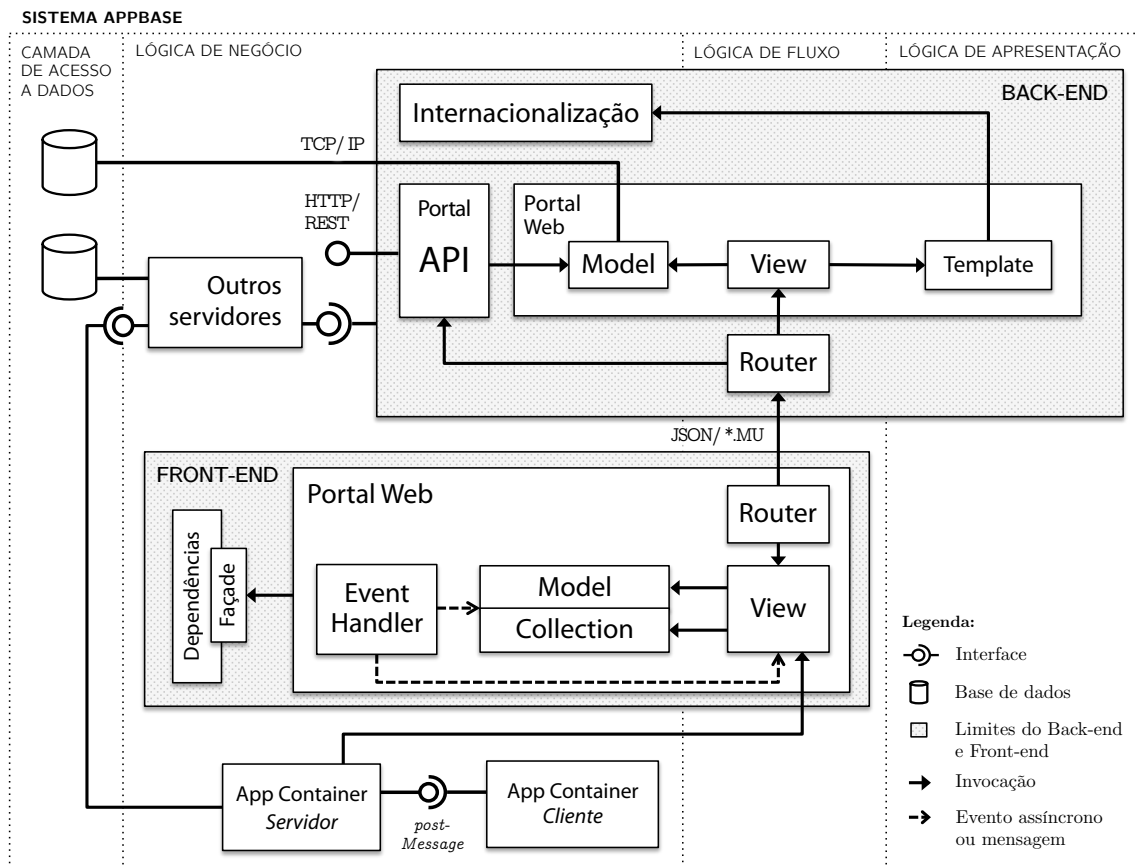 SISTEMA APPBASE
CAMADA
DE ACESSO
A DADOS
LÓGICA DE NEGÓCIO
LÓGICA DE FLUXO
LÓGICA DE APRESENTAÇÃO
BACK-END
Internacionalização
TCP/IP
HTTP/
REST
Portal
API
Portal
Web
Model
View
Template
Outros
servidores
Router
JSON/*.MU
FRONT-END
Portal Web
Router
Dependências
Façade
Event
Handler
Model
Collection
View
App Container
Servidor
post-
Message
App Container
Cliente
Legenda:
Interface
Base de dados
Limites do Back-end
e Front-end
Invocação
Evento assíncrono
ou mensagem